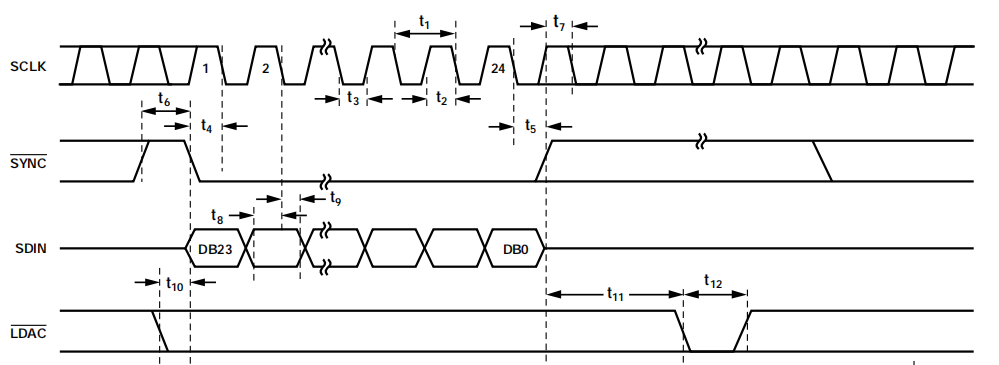 t1 t7
SCLK 1 2 24
t3 t2
t6
t4 t5
SYNC
t9
t8
SDIN DB23 DB0
t10 t11 t12
LDAC